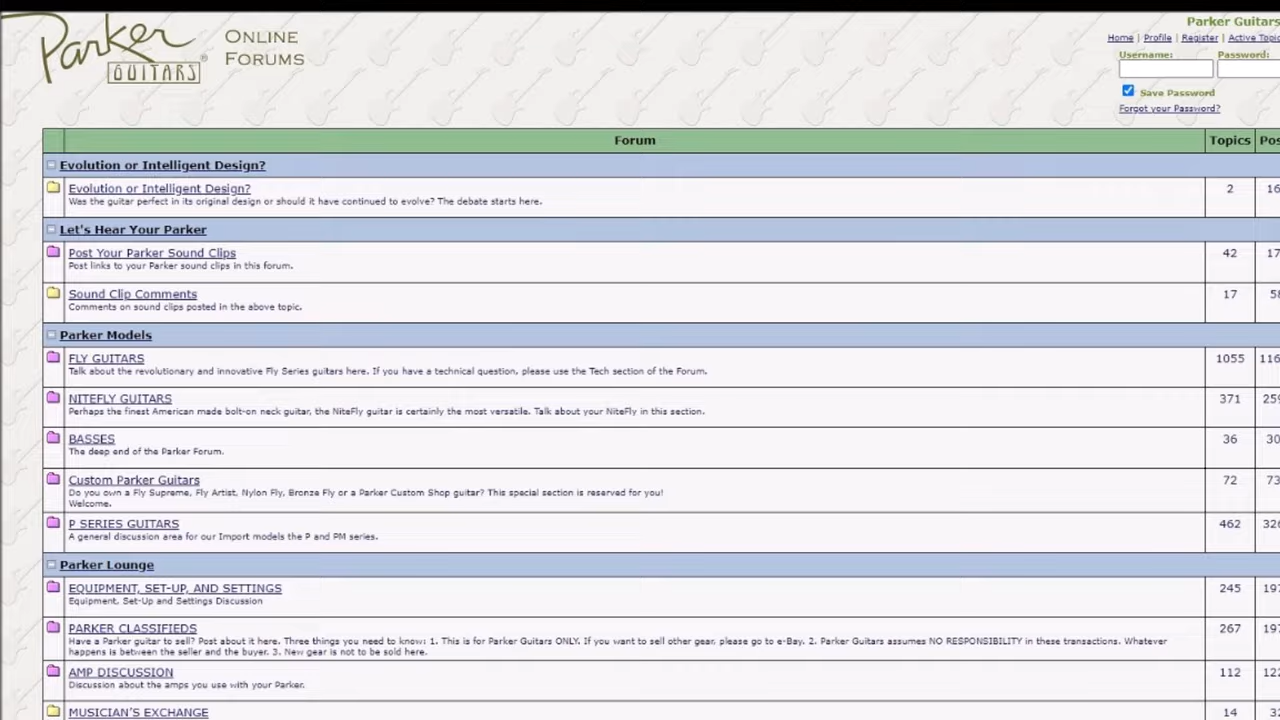 Parker
GUITARS®
ONLINE
FORUMS
Parker Guitars
Home | Profile | Register | Active Topic
Username: Password:
Save Password
Forgot your Password?
Forum Topics Pos
Evolution or Intelligent Design?
Evolution or Intelligent Design? 2 16
Was the guitar perfect in its original design or should it have continued to evolve? The debate starts here.
Let's Hear Your Parker
Post Your Parker Sound Clips 42 17
Post links to your Parker sound clips in this forum.
Sound Clip Comments 17 58
Comments on sound clips posted in the above topic.
Parker Models
FLY GUITARS 1055 116
Talk about the revolutionary and innovative Fly Series guitars here. If you have a technical question, please use the Tech section of the Forum.
NITEFLY GUITARS 371 259
Perhaps the finest American made bolt-on neck guitar, the NiteFly guitar is certainly the most versatile. Talk about your NiteFly in this section.
BASSES 36 30
The deep end of the Parker Forum.
Custom Parker Guitars 72 73
Do you own a Fly Supreme, Fly Artist, Nylon Fly, Bronze Fly or a Parker Custom Shop guitar? This special section is reserved for you!
Welcome.
P SERIES GUITARS 462 326
A general discussion area for our Import models the P and PM series.
Parker Lounge
EQUIPMENT, SET-UP, AND SETTINGS 245 197
Equipment, Set-Up and Settings Discussion
PARKER CLASSIFIEDS 267 197
Have a Parker guitar to sell? Post about it here. Three things you need to know: 1. This is for Parker Guitars ONLY. If you want to sell other gear, please go to e-Bay. 2. Parker Guitars assumes NO RESPONSIBILITY in these transactions. Whatever
happens is between the seller and the buyer. 3. New gear is not to be sold here.
AMP DISCUSSION 112 122
Discussion about the amps you use with your Parker.
MUSICIAN'S EXCHANGE 14 32